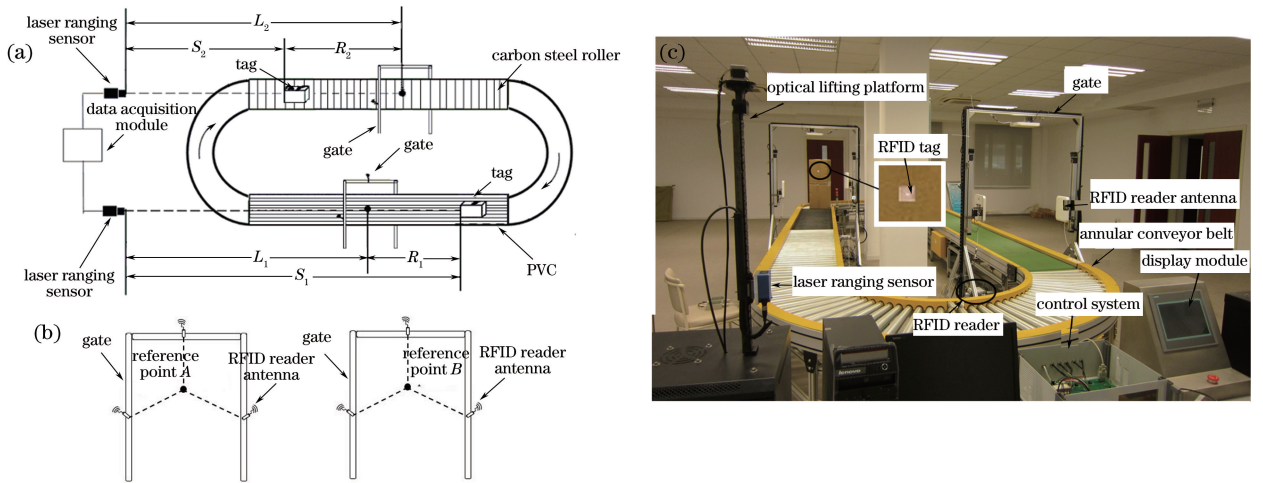 (a)
laser ranging
sensor
L₂
S₂
R₂
tag
carbon steel roller
data acquisition
module
gate
gate
tag
L₁
R₁
S₁
PVC
laser ranging
sensor
(b)
gate
reference
point A
RFID reader
antenna
gate
reference
point B
RFID reader
antenna
(c)
optical lifting platform
gate
RFID tag
RFID reader antenna
annular conveyor belt
display module
laser ranging sensor
control system
RFID reader
lenovo